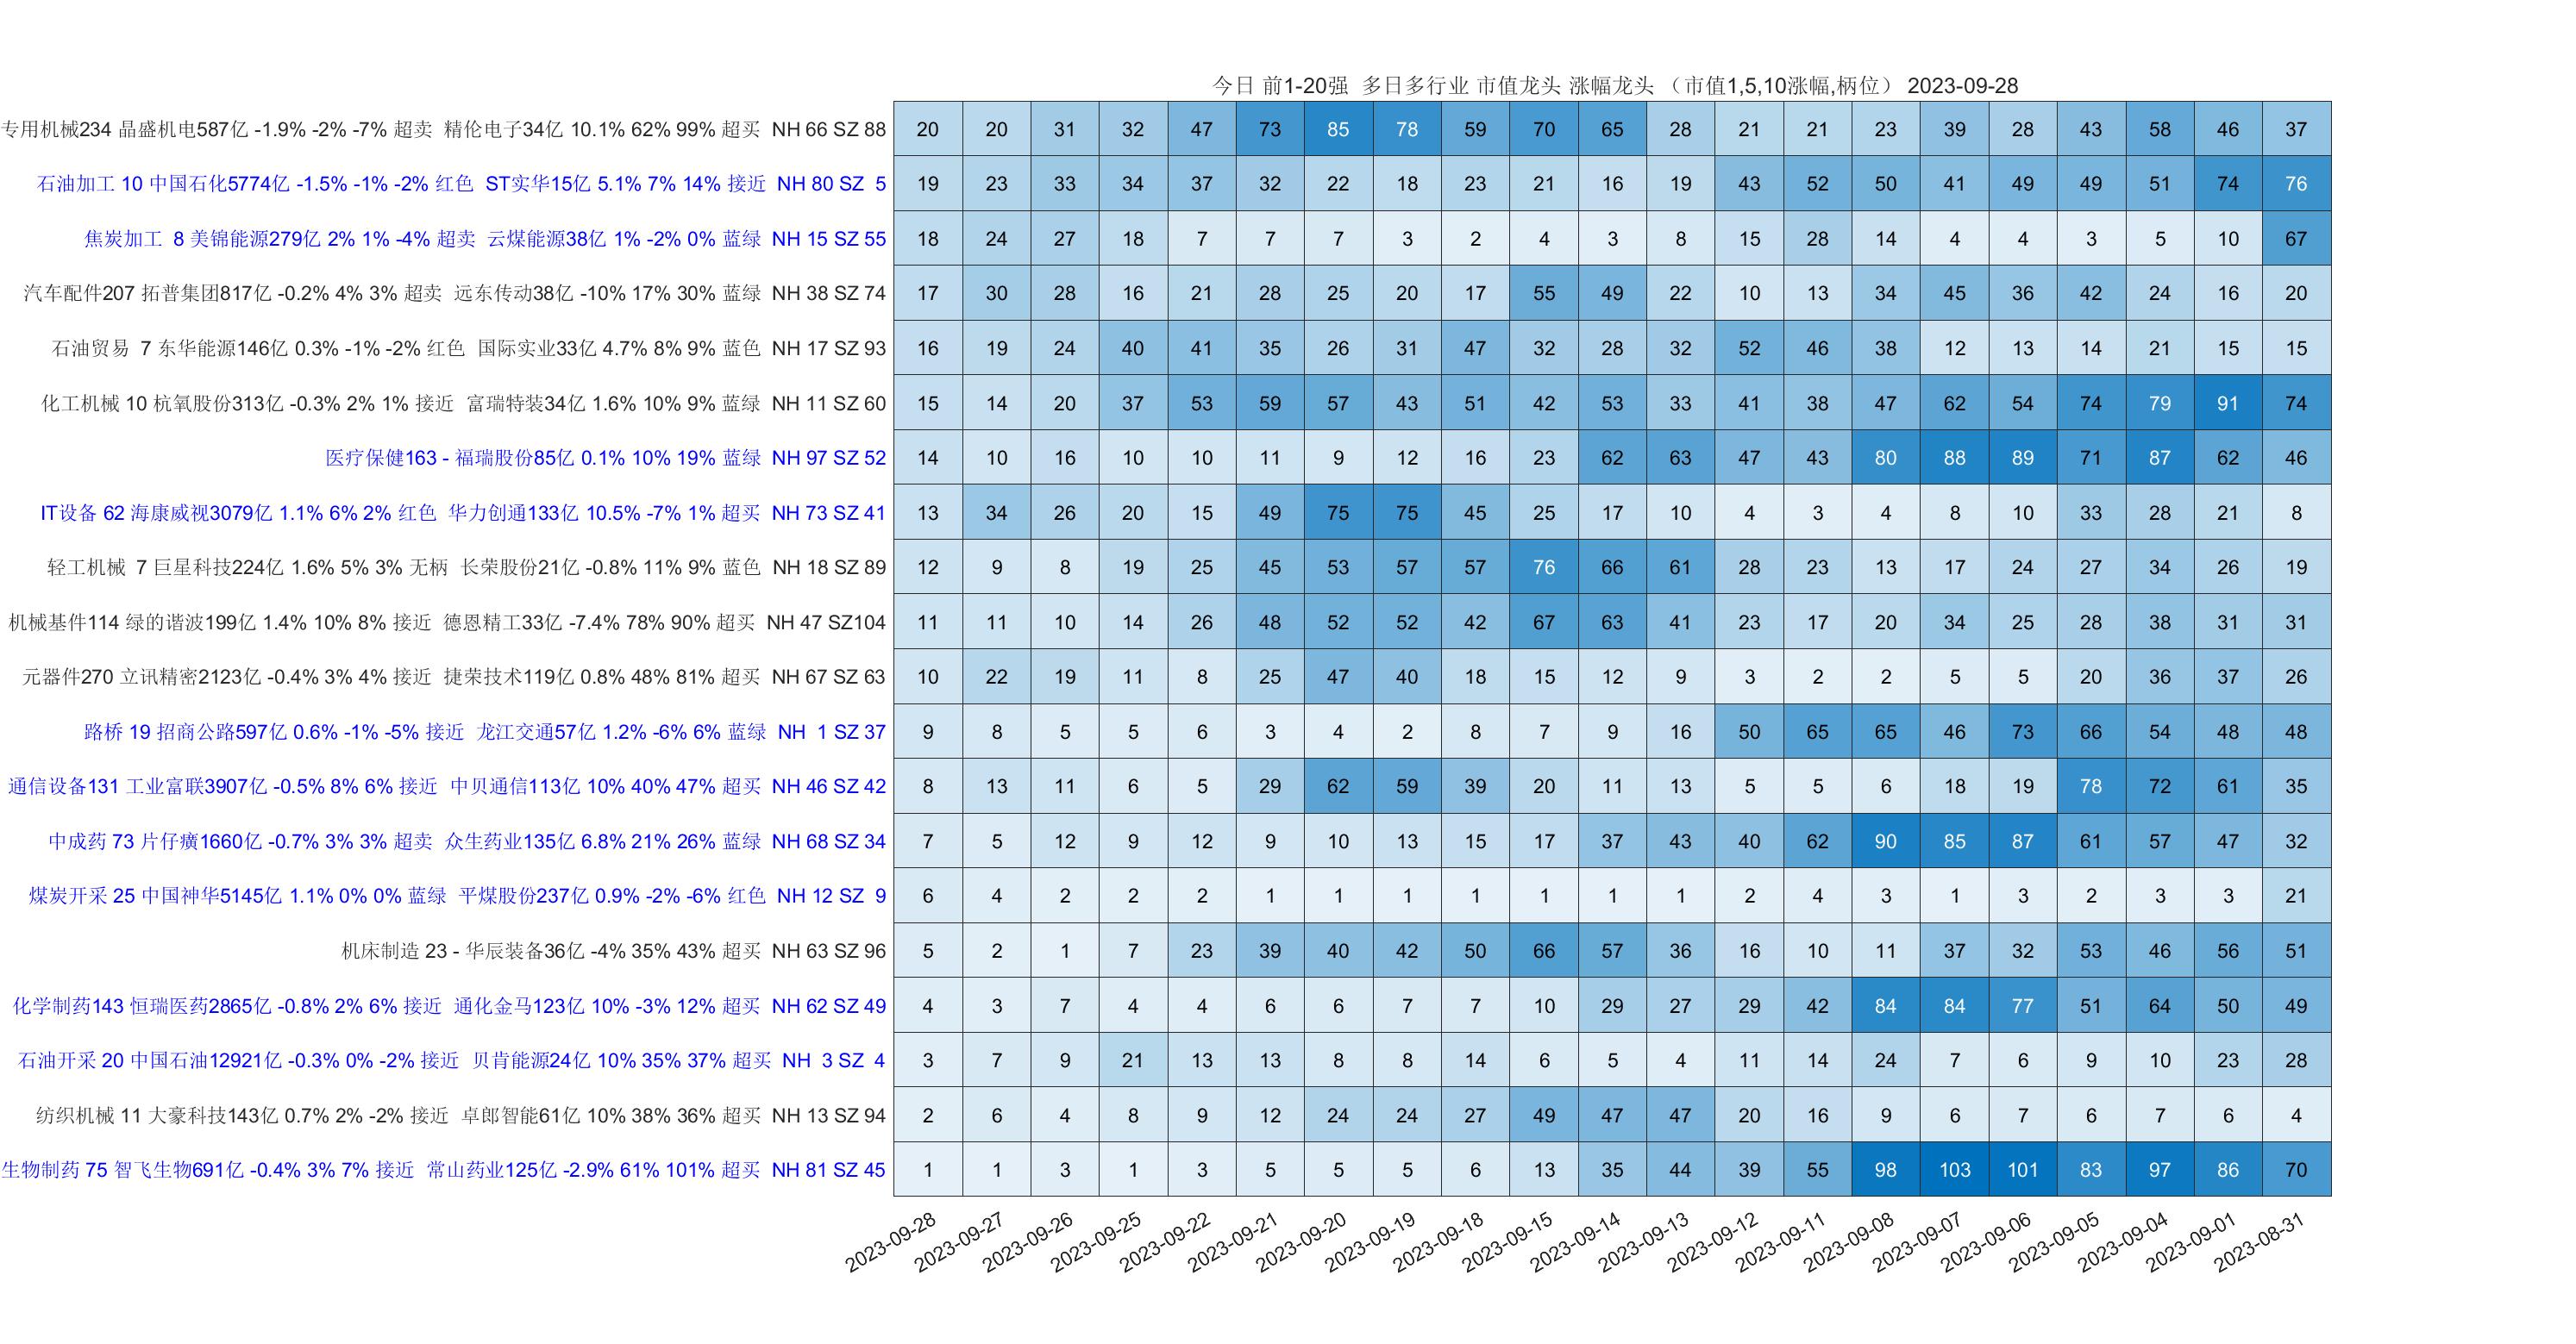 今日 前1-20强 多日多行业 市值龙头 涨幅龙头 （市值1,5,10涨幅,柄位） 2023-09-28
专用机械234 晶盛机电587亿 -1.9% -2% -7% 超卖 精伦电子34亿 10.1% 62% 99% 超买 NH 66 SZ 88 20 20 31 32 47 73 85 78 59 70 65 28 21 21 23 39 28 43 58 46 37
石油加工 10 中国石化5774亿 -1.5% -1% -2% 红色 ST实华15亿 5.1% 7% 14% 接近 NH 80 SZ 5 19 23 33 34 37 32 22 18 23 21 16 19 43 52 50 41 49 49 51 74 76
焦炭加工 8 美锦能源279亿 2% 1% -4% 超卖 云煤能源38亿 1% -2% 0% 蓝绿 NH 15 SZ 55 18 24 27 18 7 7 7 3 2 4 3 8 15 28 14 4 4 3 5 10 67
汽车配件207 拓普集团817亿 -0.2% 4% 3% 超卖 远东传动38亿 -10% 17% 30% 蓝绿 NH 38 SZ 74 17 30 28 16 21 28 25 20 17 55 49 22 10 13 34 45 36 42 24 16 20
石油贸易 7 东华能源146亿 0.3% -1% -2% 红色 国际实业33亿 4.7% 8% 9% 蓝色 NH 17 SZ 93 16 19 24 40 41 35 26 31 47 32 28 32 52 46 38 12 13 14 21 15 15
化工机械 10 杭氧股份313亿 -0.3% 2% 1% 接近 富瑞特装34亿 1.6% 10% 9% 蓝绿 NH 11 SZ 60 15 14 20 37 53 59 57 43 51 42 53 33 41 38 47 62 54 74 79 91 74
医疗保健163 - 福瑞股份85亿 0.1% 10% 19% 蓝绿 NH 97 SZ 52 14 10 16 10 10 11 9 12 16 23 62 63 47 43 80 88 89 71 87 62 46
IT设备 62 海康威视3079亿 1.1% 6% 2% 红色 华力创通133亿 10.5% -7% 1% 超买 NH 73 SZ 41 13 34 26 20 15 49 75 75 45 25 17 10 4 3 4 8 10 33 28 21 8
轻工机械 7 巨星科技224亿 1.6% 5% 3% 无柄 长荣股份21亿 -0.8% 11% 9% 蓝色 NH 18 SZ 89 12 9 8 19 25 45 53 57 57 76 66 61 28 23 13 17 24 27 34 26 19
机械基件114 绿的谐波199亿 1.4% 10% 8% 接近 德恩精工33亿 -7.4% 78% 90% 超买 NH 47 SZ104 11 11 10 14 26 48 52 52 42 67 63 41 23 17 20 34 25 28 38 31 31
元器件270 立讯精密2123亿 -0.4% 3% 4% 接近 捷荣技术119亿 0.8% 48% 81% 超买 NH 67 SZ 63 10 22 19 11 8 25 47 40 18 15 12 9 3 2 2 5 5 20 36 37 26
路桥 19 招商公路597亿 0.6% -1% -5% 接近 龙江交通57亿 1.2% -6% 6% 蓝绿 NH 1 SZ 37 9 8 5 5 6 3 4 2 8 7 9 16 50 65 65 46 73 66 54 48 48
通信设备131 工业富联3907亿 -0.5% 8% 6% 接近 中贝通信113亿 10% 40% 47% 超买 NH 46 SZ 42 8 13 11 6 5 29 62 59 39 20 11 13 5 5 6 18 19 78 72 61 35
中成药 73 片仔癀1660亿 -0.7% 3% 3% 超卖 众生药业135亿 6.8% 21% 26% 蓝绿 NH 68 SZ 34 7 5 12 9 12 9 10 13 15 17 37 43 40 62 90 85 87 61 57 47 32
煤炭开采 25 中国神华5145亿 1.1% 0% 0% 蓝绿 平煤股份237亿 0.9% -2% -6% 红色 NH 12 SZ 9 6 4 2 2 2 1 1 1 1 1 1 1 2 4 3 1 3 2 3 3 21
机床制造 23 - 华辰装备36亿 -4% 35% 43% 超买 NH 63 SZ 96 5 2 1 7 23 39 40 42 50 66 57 36 16 10 11 37 32 53 46 56 51
化学制药143 恒瑞医药2865亿 -0.8% 2% 6% 接近 通化金马123亿 10% -3% 12% 超买 NH 62 SZ 49 4 3 7 4 4 6 6 7 7 10 29 27 29 42 84 84 77 51 64 50 49
石油开采 20 中国石油12921亿 -0.3% 0% -2% 接近 贝肯能源24亿 10% 35% 37% 超买 NH 3 SZ 4 3 7 9 21 13 13 8 8 14 6 5 4 11 14 24 7 6 9 10 23 28
纺织机械 11 大豪科技143亿 0.7% 2% -2% 接近 卓郎智能61亿 10% 38% 36% 超买 NH 13 SZ 94 2 6 4 8 9 12 24 24 27 49 47 47 20 16 9 6 7 6 7 6 4
生物制药 75 智飞生物691亿 -0.4% 3% 7% 接近 常山药业125亿 -2.9% 61% 101% 超买 NH 81 SZ 45 1 1 3 1 3 5 5 5 6 13 35 44 39 55 98 103 101 83 97 86 70
2023-09-28 2023-09-27 2023-09-26 2023-09-25 2023-09-22 2023-09-21 2023-09-20 2023-09-19 2023-09-18 2023-09-15 2023-09-14 2023-09-13 2023-09-12 2023-09-11 2023-09-08 2023-09-07 2023-09-06 2023-09-05 2023-09-04 2023-09-01 2023-08-31